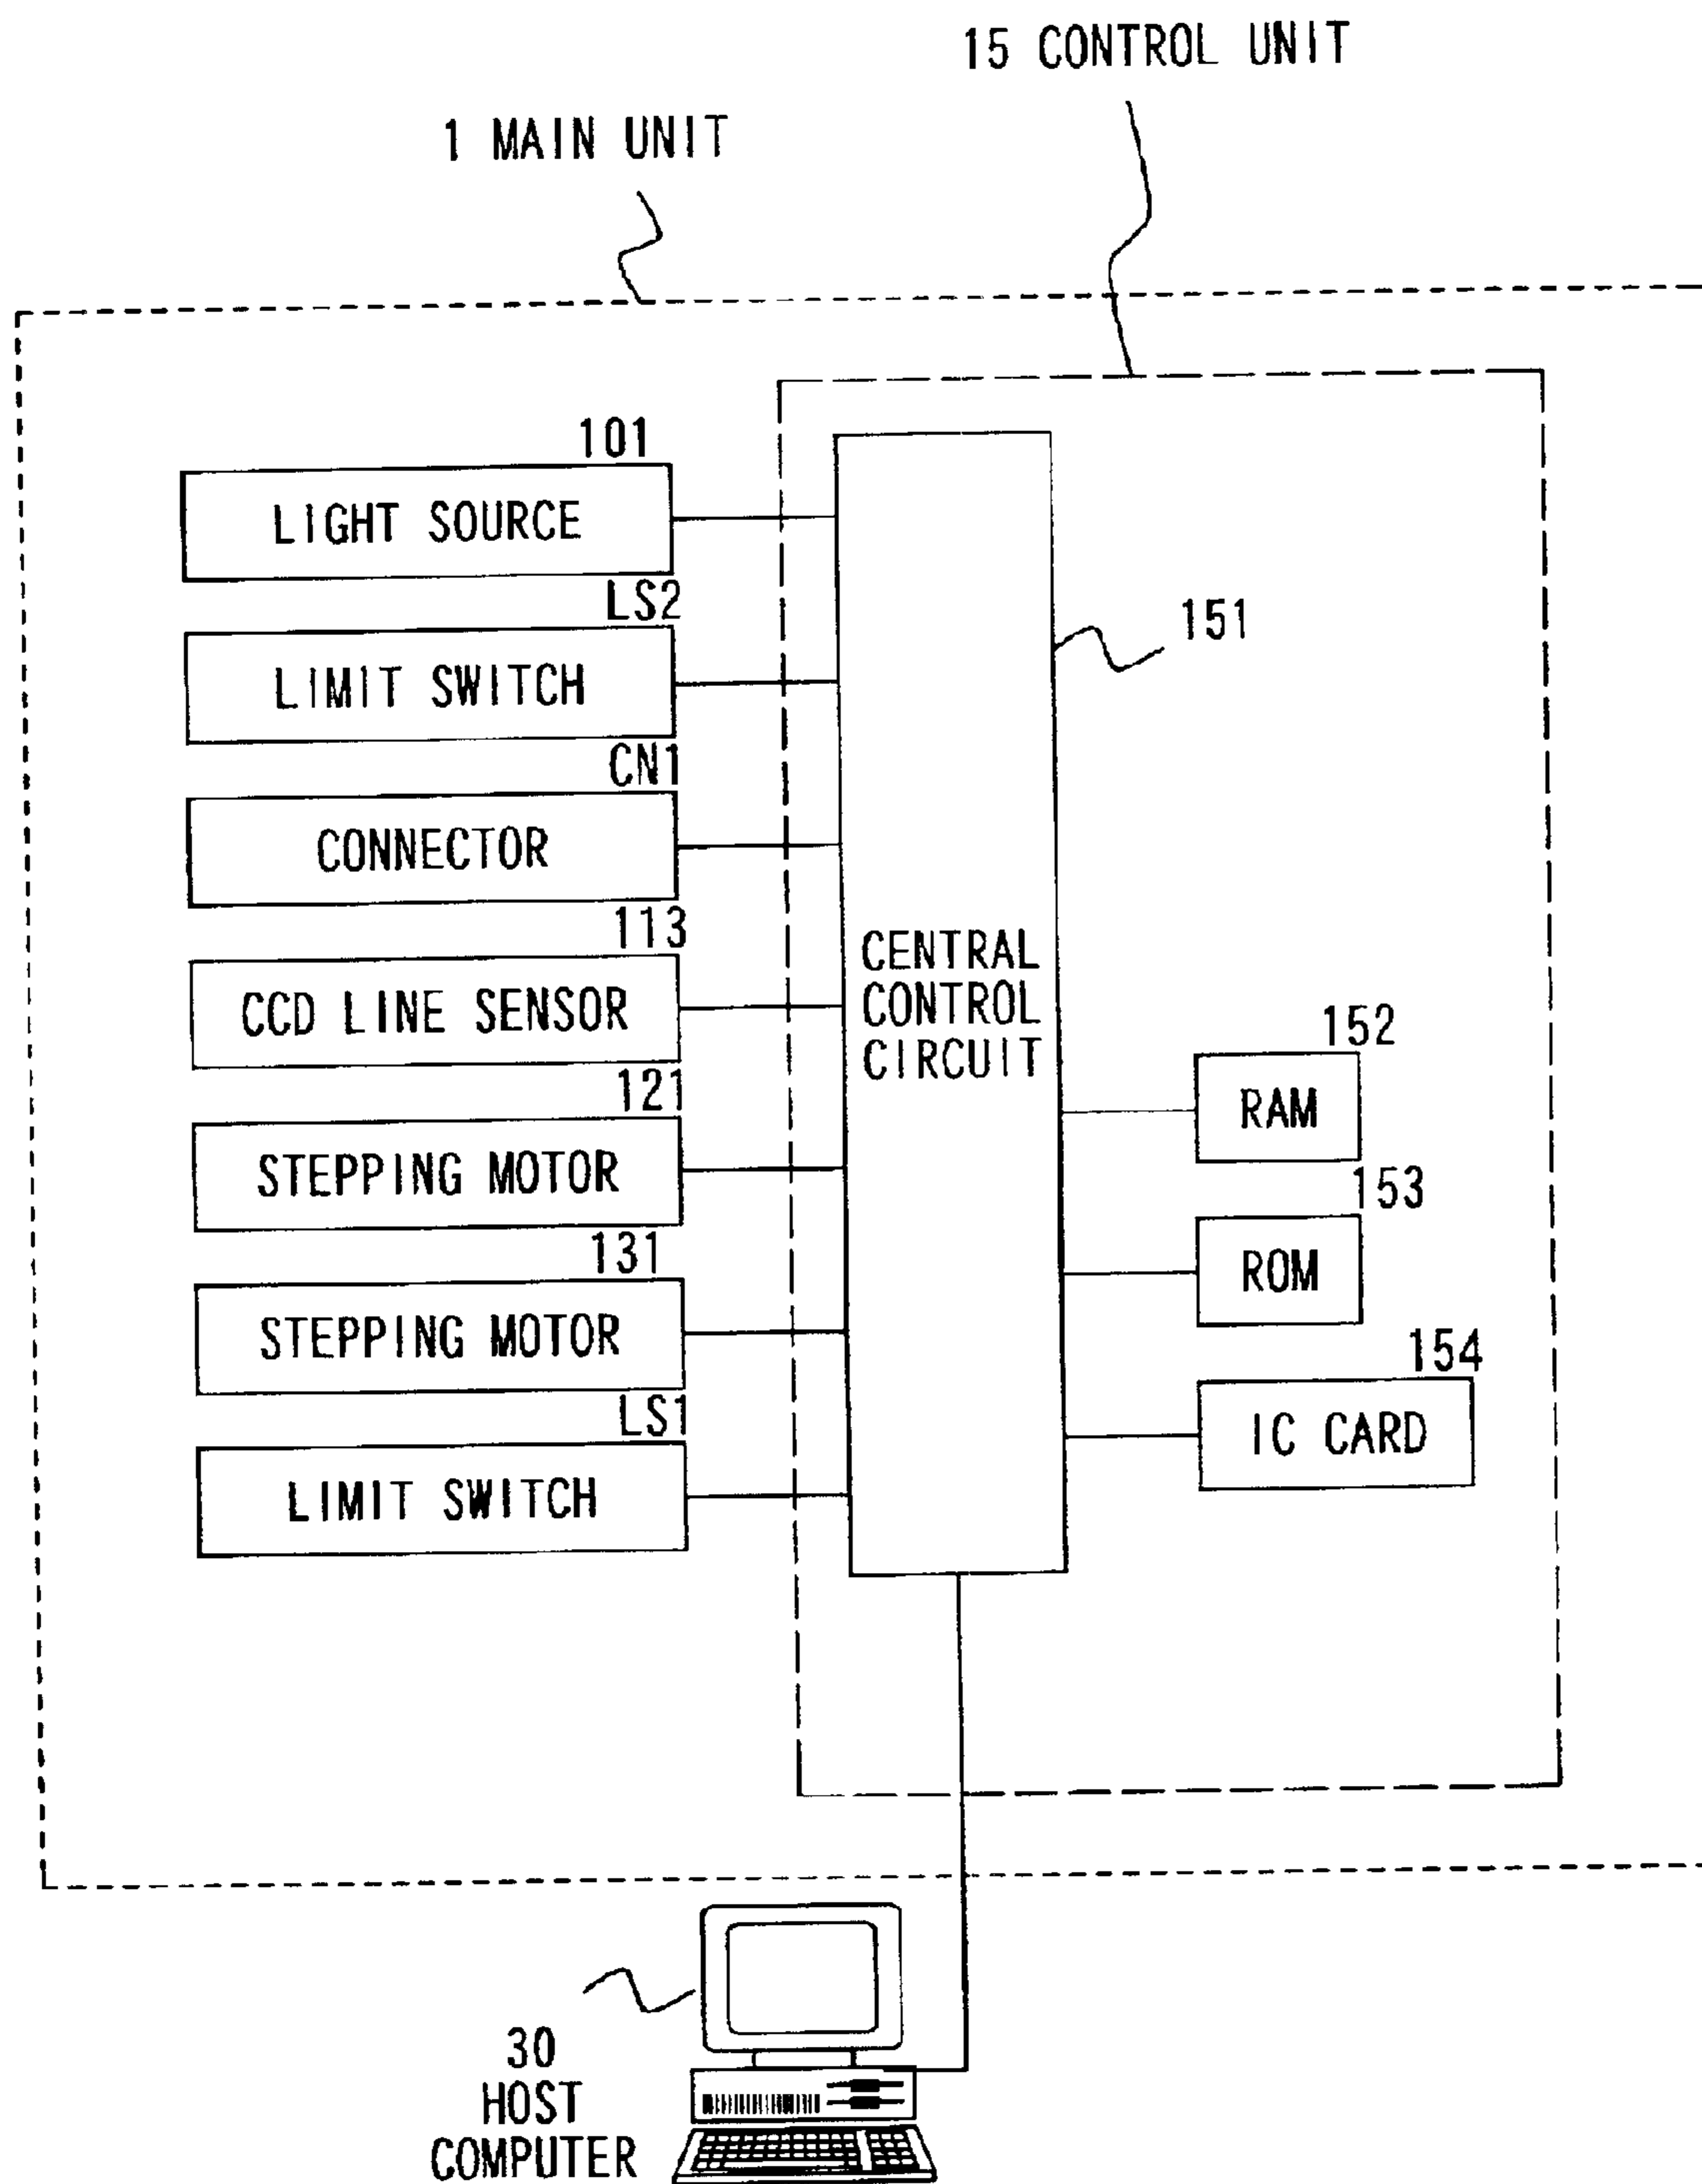 15 CONTROL UNIT
1 MAIN UNIT
101
LIGHT SOURCE
LS2
LIMIT SWITCH
151
CN1
CONNECTOR
113
CCD LINE SENSOR
CENTRAL
CONTROL
CIRCUIT
121
STEPPING MOTOR
152
RAM
131
STEPPING MOTOR
153
ROM
LS1
LIMIT SWITCH
154
IC CARD
30
HOST
COMPUTER